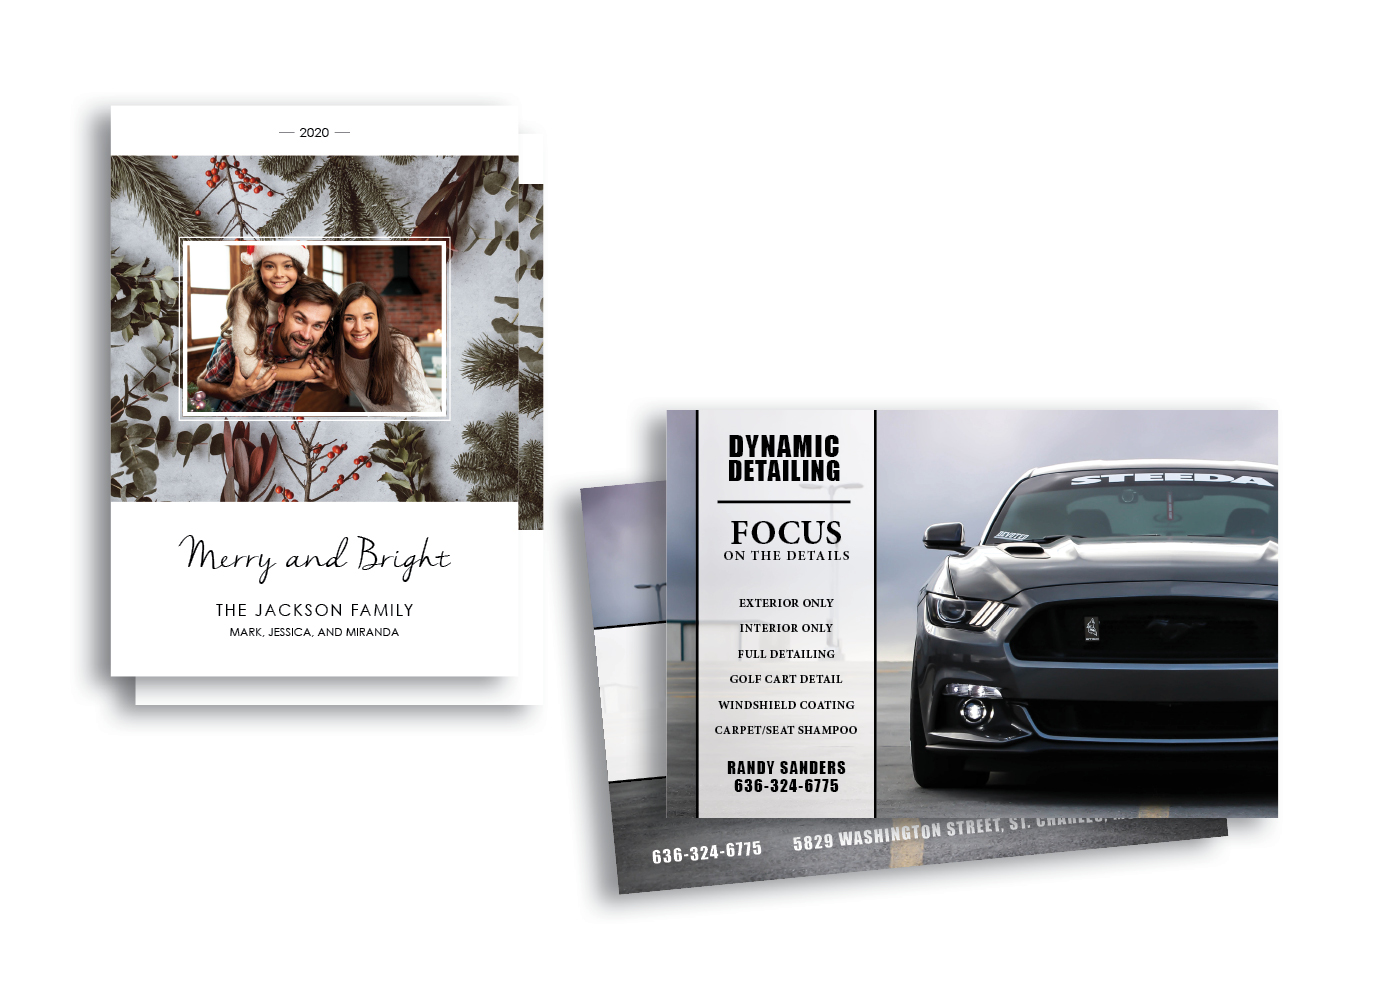 2020
Merry and Bright
THE JACKSON FAMILY
MARK, JESSICA, AND MIRANDA
DYNAMIC
DETAILING
FOCUS
ON THE DETAILS
EXTERIOR ONLY
INTERIOR ONLY
FULL DETAILING
GOLF CART DETAIL
WINDSHIELD COATING
CARPET/SEAT SHAMPOO
RANDY SANDERS
636-324-6775
STEEDA
636-324-6775
5829 WASHINGTON STREET, ST. CHARLES,